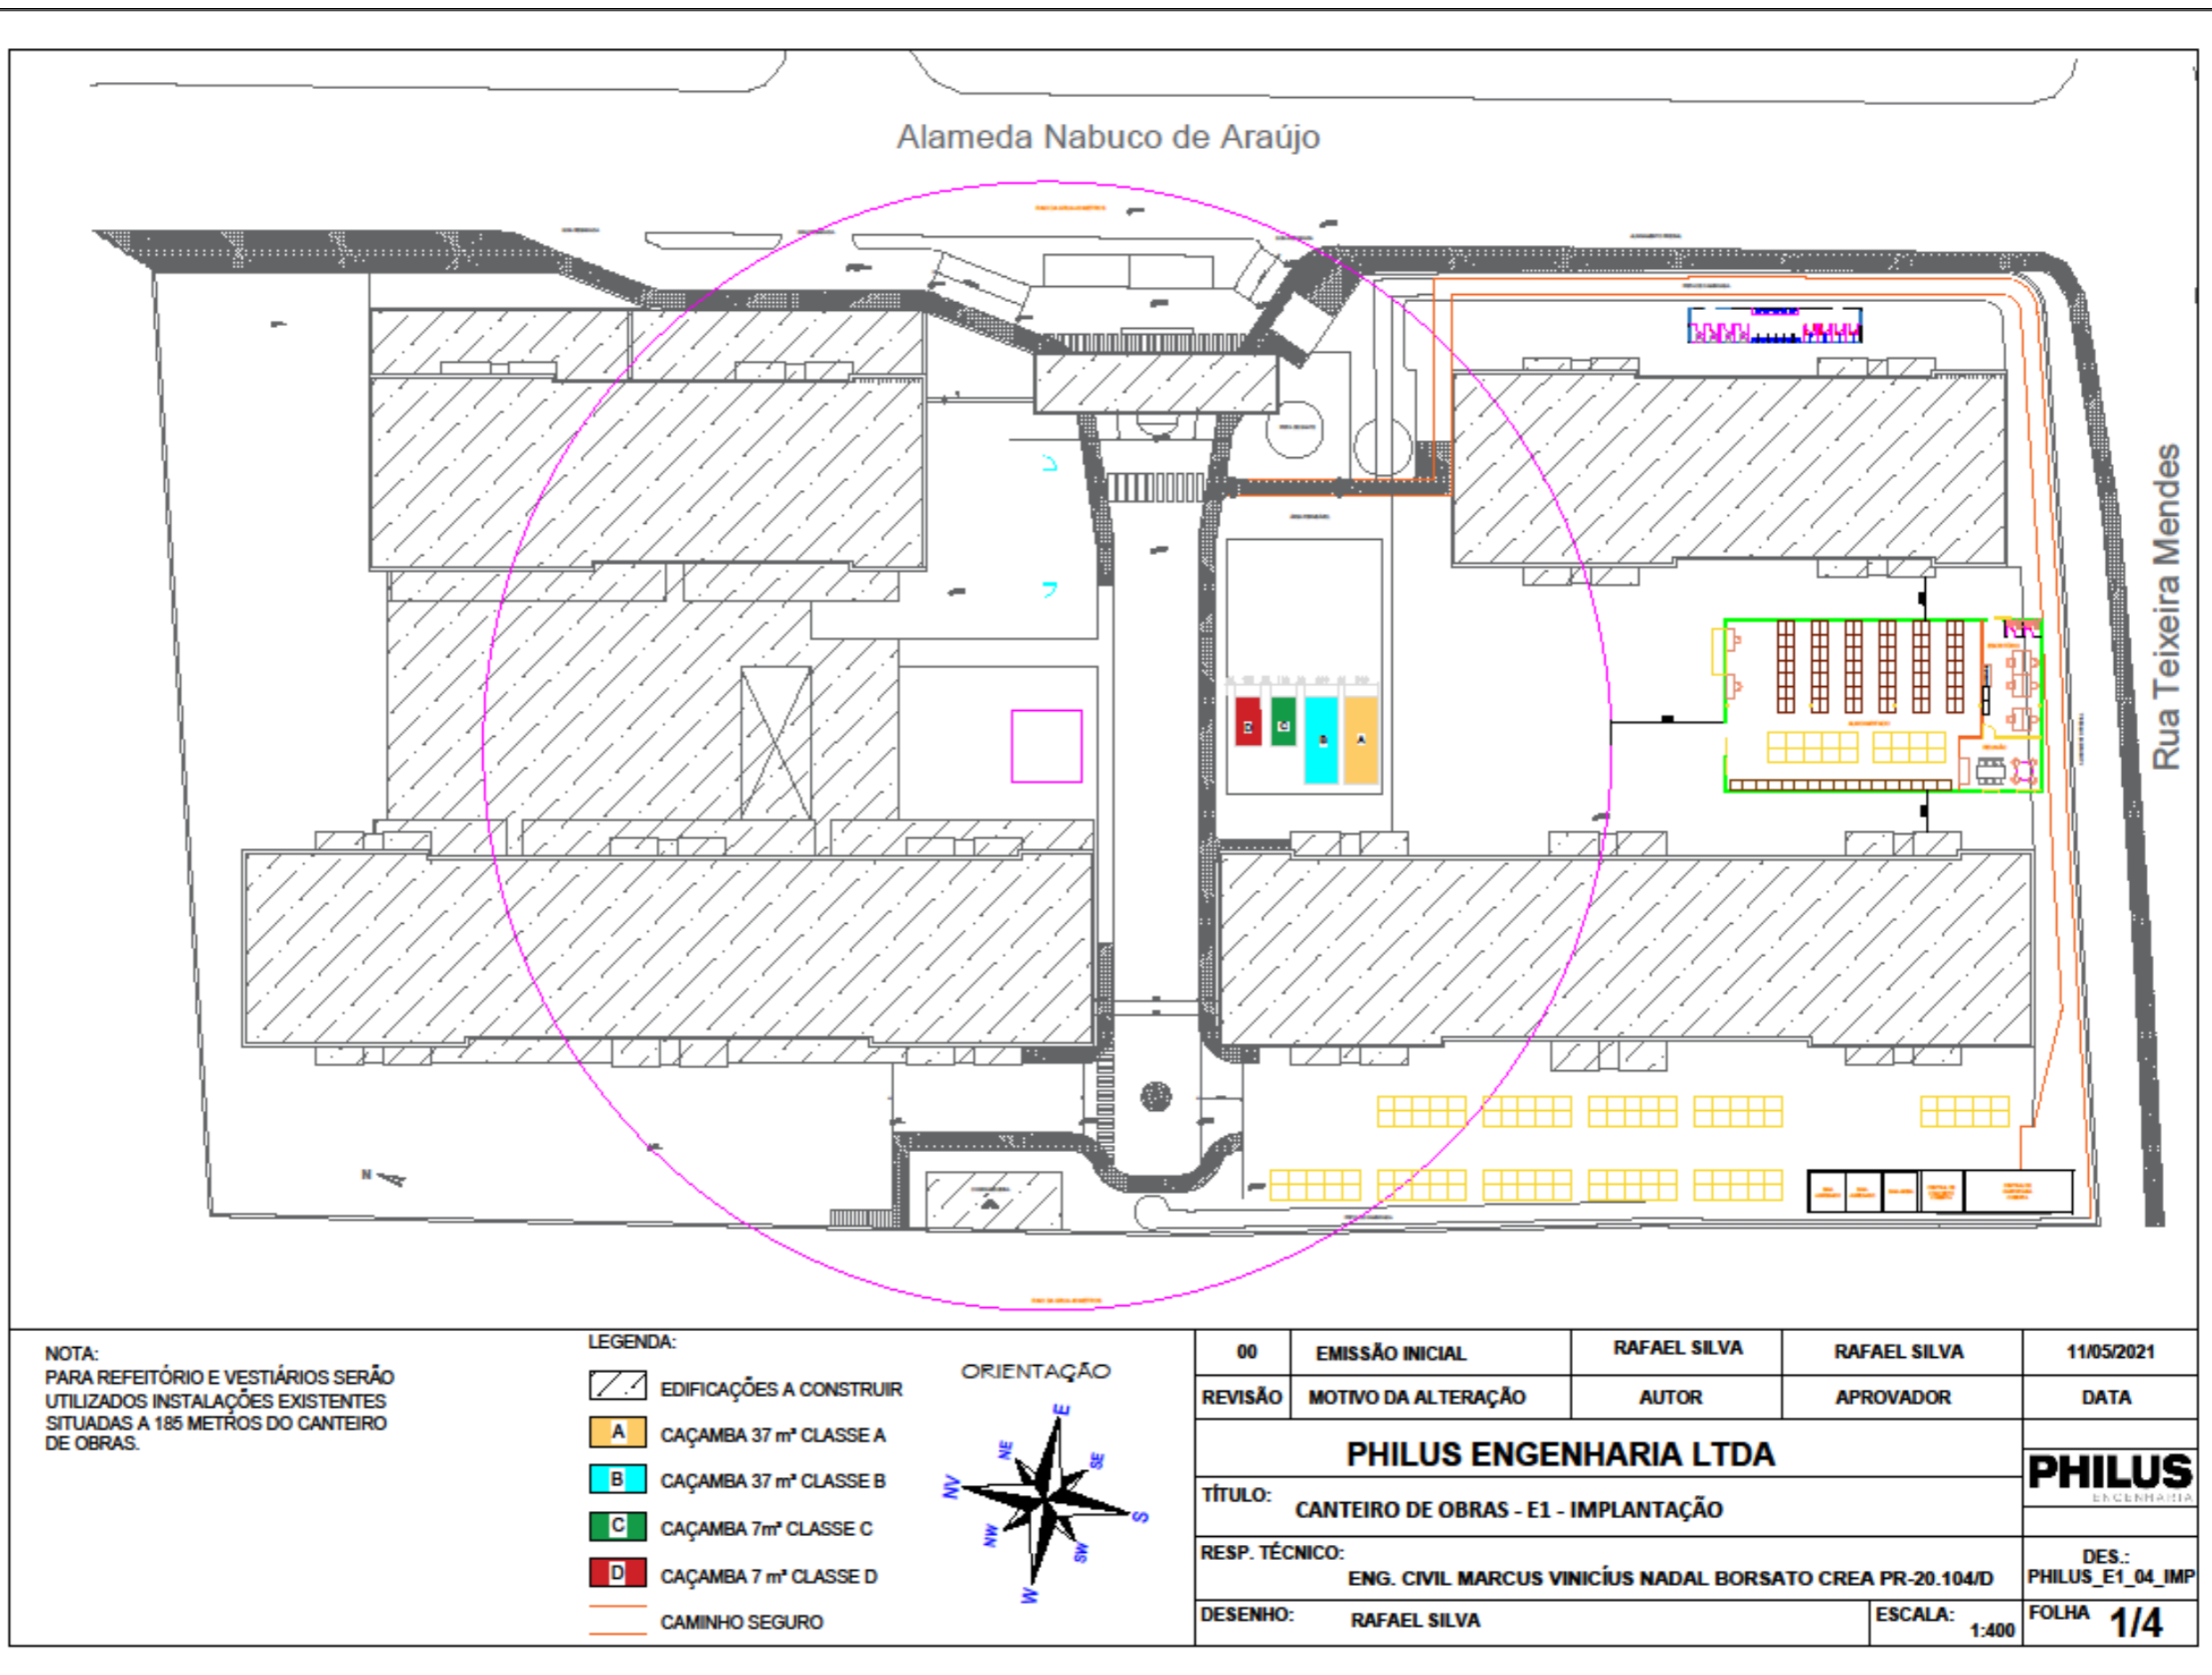 Alameda Nabuco de Araújo
Rua Teixeira Mendes
ALMOXARIFADO
D
C
B
A
N
NOTA:
PARA REFEITÓRIO E VESTIÁRIOS SERÃO
UTILIZADOS INSTALAÇÕES EXISTENTES
SITUADAS A 185 METROS DO CANTEIRO
DE OBRAS.
LEGENDA:
EDIFICAÇÕES A CONSTRUIR
A CAÇAMBA 37 m³ CLASSE A
B CAÇAMBA 37 m³ CLASSE B
C CAÇAMBA 7m³ CLASSE C
D CAÇAMBA 7 m³ CLASSE D
CAMINHO SEGURO
ORIENTAÇÃO
E
NE
SE
NV
S
NW
SW
W
00 EMISSÃO INICIAL RAFAEL SILVA RAFAEL SILVA 11/05/2021
REVISÃO MOTIVO DA ALTERAÇÃO AUTOR APROVADOR DATA
PHILUS ENGENHARIA LTDA
PHILUS
ENGENHARIA
TÍTULO: CANTEIRO DE OBRAS - E1 - IMPLANTAÇÃO
RESP. TÉCNICO:
ENG. CIVIL MARCUS VINICÍUS NADAL BORSATO CREA PR-20.104/D
DES.:
PHILUS_E1_04_IMP
DESENHO: RAFAEL SILVA
ESCALA: 1:400
FOLHA 1/4